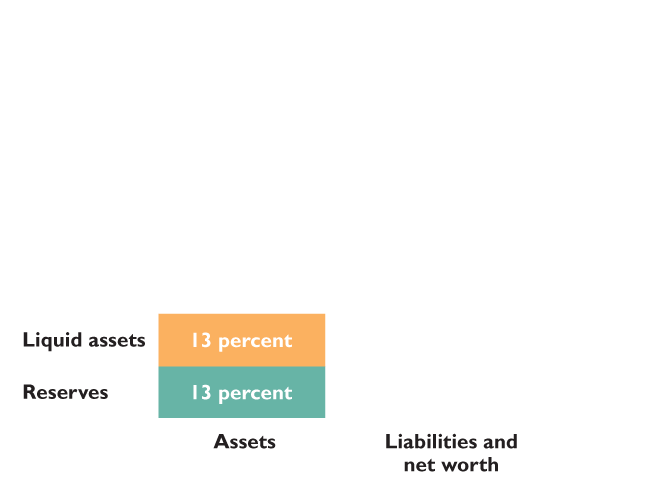 Liquid assets 13 percent
Reserves 13 percent
Assets Liabilities and
net worth